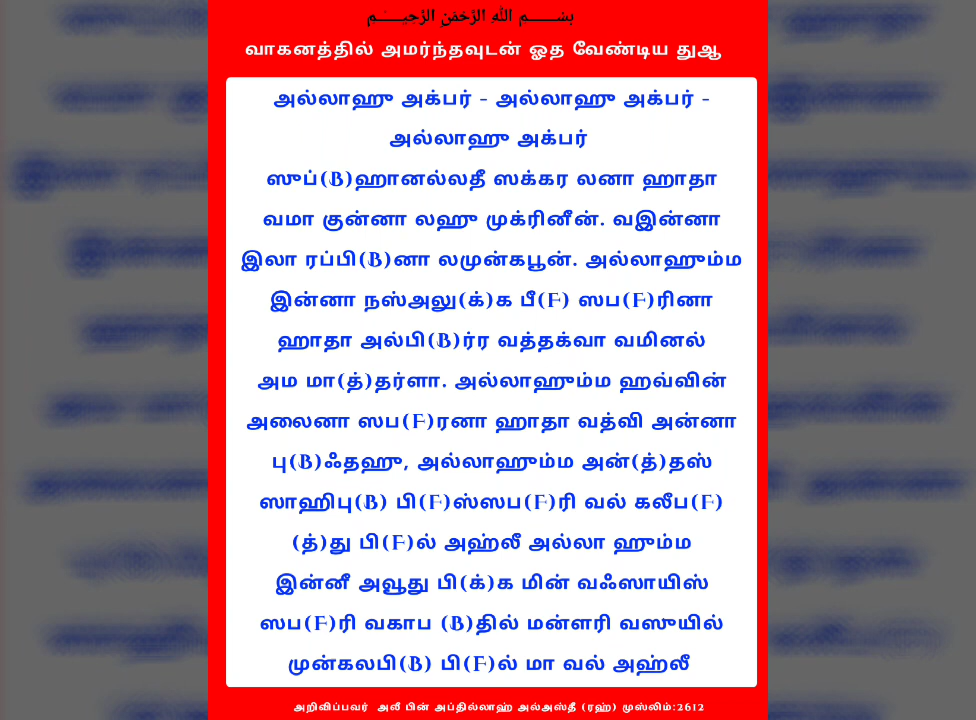 بِسْمِ اللهِ الرَّحْمٰنِ الرَّحِيْمِ
வாகனத்தில் அமர்ந்தவுடன் ஓத வேண்டிய துஆ
அல்லாஹு அக்பர் - அல்லாஹு அக்பர் -
அல்லாஹு அக்பர்
ஸுப்(B)ஹானல்லதீ ஸக்கர லனா ஹாதா
வமா குன்னா லஹு முக்ரினீன். வஇன்னா
இலா ரப்பி(B)னா லமுன்கபூன். அல்லாஹும்ம
இன்னா நஸ்அலு(க்)க பீ(F) ஸப(F)ரினா
ஹாதா அல்பி(B)ர்ர வத்தக்வா வமினல்
அம மா(த்)தர்ளா. அல்லாஹும்ம ஹவ்வின்
அலைனா ஸப(F)ரனா ஹாதா வத்வி அன்னா
பு(B)ஃதஹு, அல்லாஹும்ம அன்(த்)தஸ்
ஸாஹிபு(B) பி(F)ஸ்ஸப(F)ரி வல் கலீப(F)
(த்)து பி(F)ல் அஹ்லீ அல்லா ஹும்ம
இன்னீ அவூது பி(க்)க மின் வஃஸாயிஸ்
ஸப(F)ரி வகாப (B)தில் மன்ளரி வஸுயில்
முன்கலபி(B) பி(F)ல் மா வல் அஹ்லீ
அறிவிப்பவர் அலீ பின் அப்தில்லாஹ் அல்அஸ்தீ (ரஹ்) முஸ்லிம்:2612